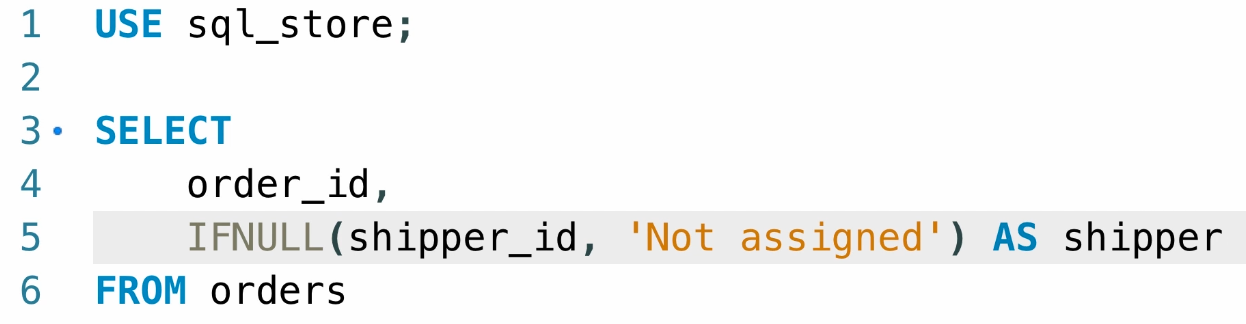 1 USE sql_store;
2
3 SELECT
4 order_id,
5 IFNULL(shipper_id, 'Not assigned') AS shipper
6 FROM orders